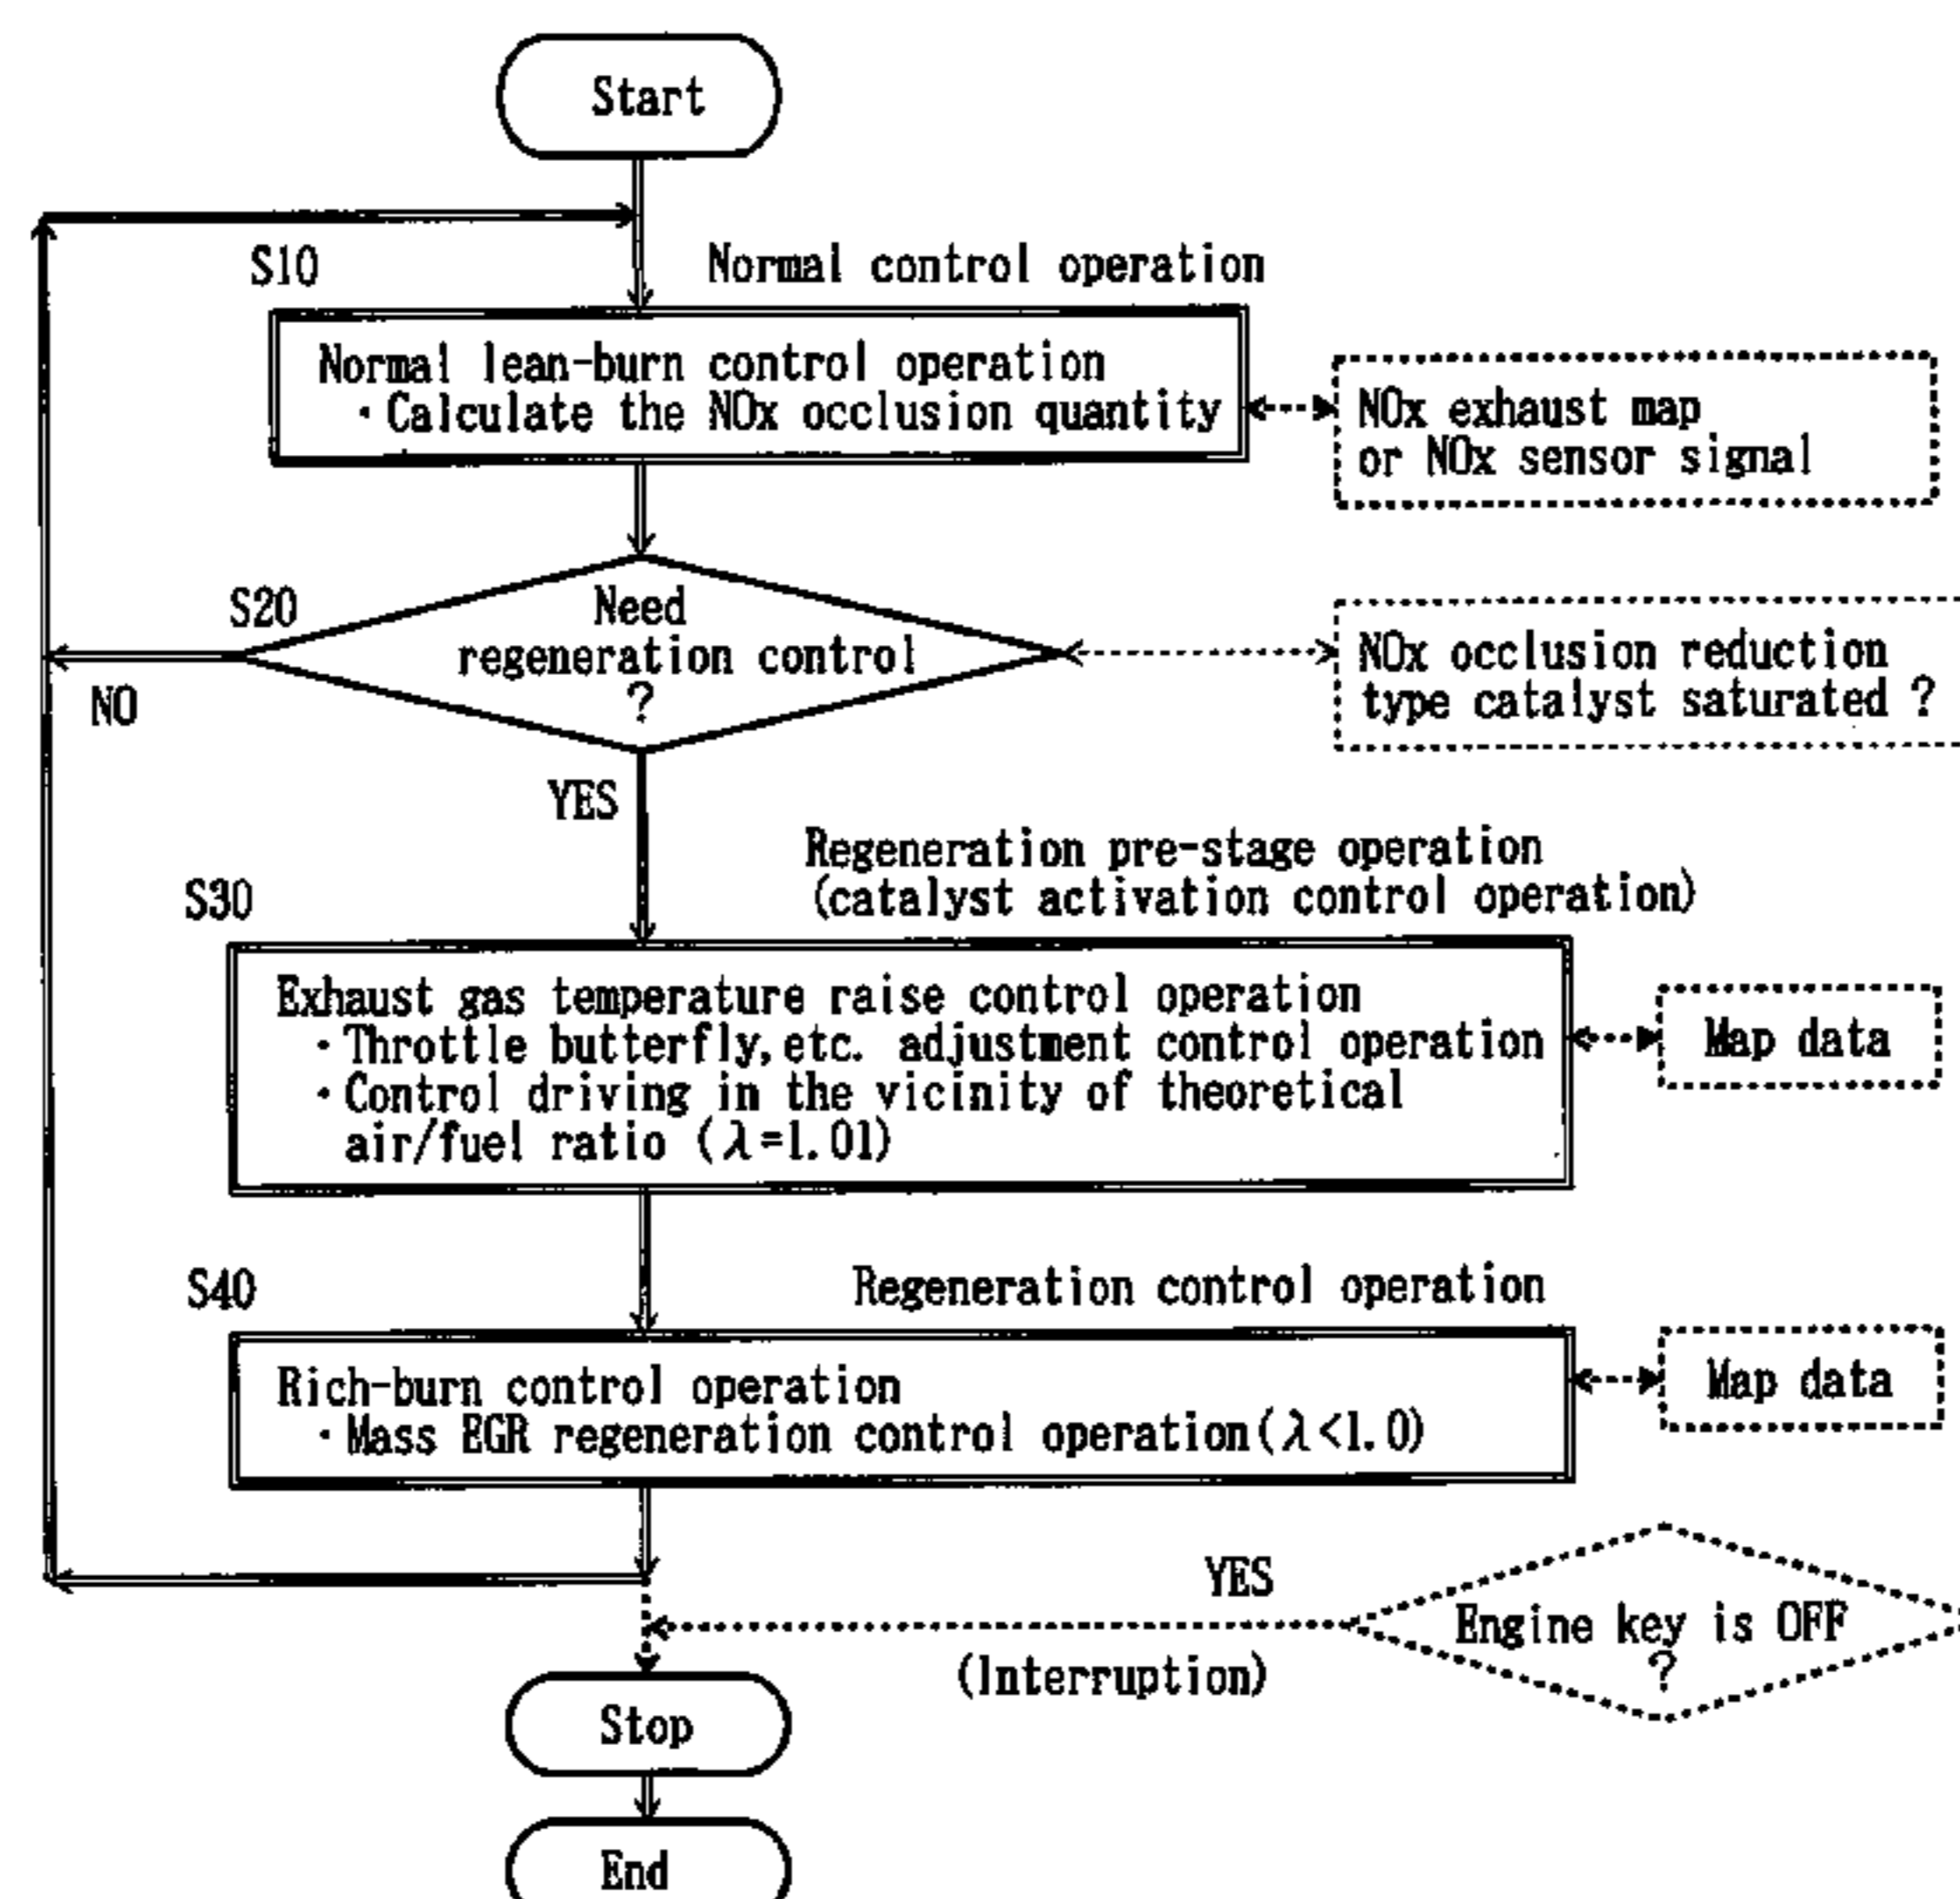 Start
S10
Normal control operation
Normal lean-burn control operation
・Calculate the NOx occlusion quantity
NOx exhaust map
or NOx sensor signal
S20
Need
regeneration control
?
NOx occlusion reduction
type catalyst saturated ?
NO
YES
Regeneration pre-stage operation
(catalyst activation control operation)
S30
Exhaust gas temperature raise control operation
・Throttle butterfly,etc. adjustment control operation
・Control driving in the vicinity of theoretical
air/fuel ratio (λ=1.01)
Map data
S40
Regeneration control operation
Rich-burn control operation
・Mass EGR regeneration control operation(λ<1.0)
Map data
YES
Engine key is OFF
?
(Interruption)
Stop
End